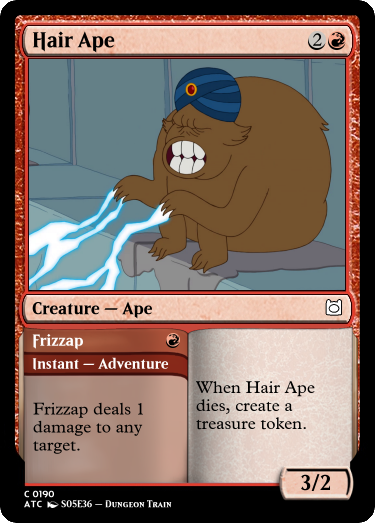 Hair Ape 2
Creature — Ape
Frizzap
Instant — Adventure
Frizzap deals 1
damage to any
target.
When Hair Ape
dies, create a
treasure token.
3/2
C 0190
ATC S05E36 – Dungeon Train